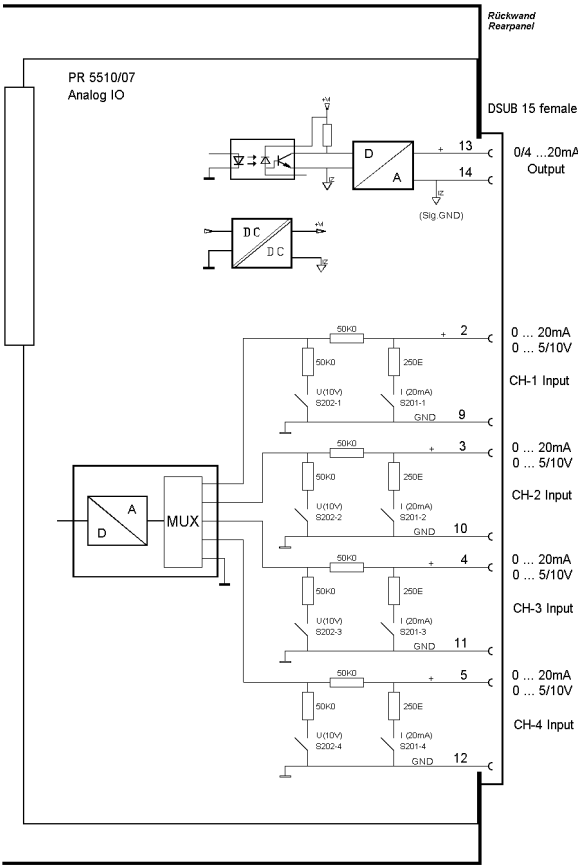 Rückwand
Rearpanel
PR 5510/07
Analog IO
DSUB 15 female
+M
D
A
+
13
14
0/4 ...20mA
Output
(Sig.GND)
DC
DC
+M
50K0
+
2
0 ... 20mA
0 ... 5/10V
50K0
250E
U(10V)
S202-1
I (20mA)
S201-1
CH-1 Input
GND
9
50K0
+
3
0 ... 20mA
0 ... 5/10V
50K0
250E
U(10V)
S202-2
I (20mA)
S201-2
CH-2 Input
GND
10
A
D
MUX
50K0
+
4
0 ... 20mA
0 ... 5/10V
50K0
250E
U(10V)
S202-3
I (20mA)
S201-3
CH-3 Input
GND
11
50K0
+
5
0 ... 20mA
0 ... 5/10V
50K0
250E
U(10V)
S202-4
I (20mA)
S201-4
CH-4 Input
GND
12